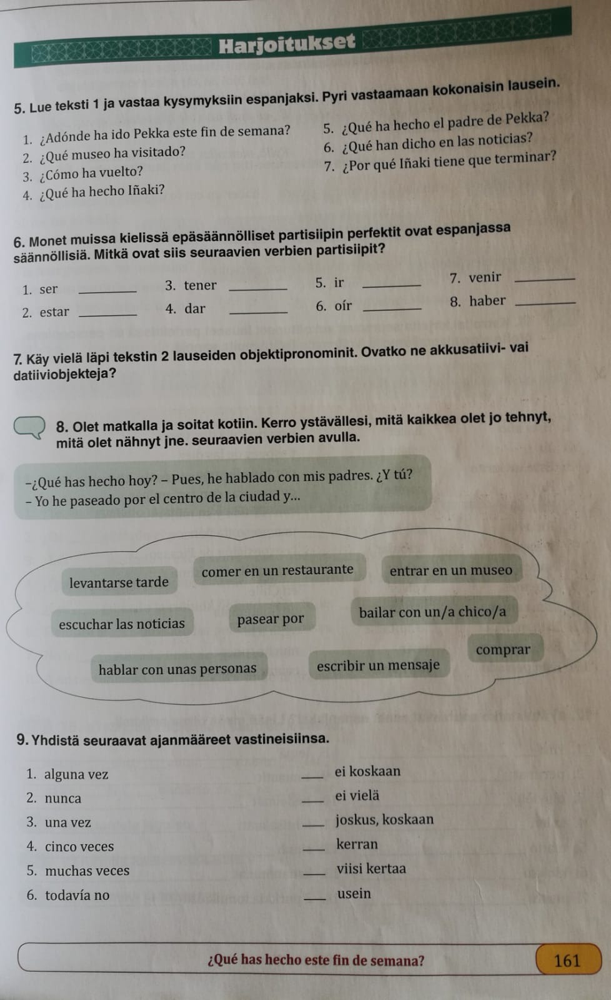 Harjoitukset
5. Lue teksti 1 ja vastaa kysymyksiin espanjaksi. Pyri vastaamaan kokonaisin lausein.
1. ¿Adónde ha ido Pekka este fin de semana?
2. ¿Qué museo ha visitado?
3. ¿Cómo ha vuelto?
4. ¿Qué ha hecho Iñaki?
5. ¿Qué ha hecho el padre de Pekka?
6. ¿Qué han dicho en las noticias?
7. ¿Por qué Iñaki tiene que terminar?
6. Monet muissa kielissä epäsäännölliset partisiipin perfektit ovat espanjassa
säännöllisiä. Mitkä ovat siis seuraavien verbien partisiipit?
1. ser ________ 3. tener ________ 5. ir ________ 7. venir ________
2. estar ________ 4. dar ________ 6. oír ________ 8. haber ________
7. Käy vielä läpi tekstin 2 lauseiden objektipronominit. Ovatko ne akkusatiivi- vai
datiiviobjekteja?
8. Olet matkalla ja soitat kotiin. Kerro ystävällesi, mitä kaikkea olet jo tehnyt,
mitä olet nähnyt jne. seuraavien verbien avulla.
–¿Qué has hecho hoy? – Pues, he hablado con mis padres. ¿Y tú?
– Yo he paseado por el centro de la ciudad y...
levantarse tarde
comer en un restaurante
entrar en un museo
escuchar las noticias
pasear por
bailar con un/a chico/a
hablar con unas personas
escribir un mensaje
comprar
9. Yhdistä seuraavat ajanmääreet vastineisiinsa.
1. alguna vez ___ ei koskaan
2. nunca ___ ei vielä
3. una vez ___ joskus, koskaan
4. cinco veces ___ kerran
5. muchas veces ___ viisi kertaa
6. todavía no ___ usein
¿Qué has hecho este fin de semana?
161